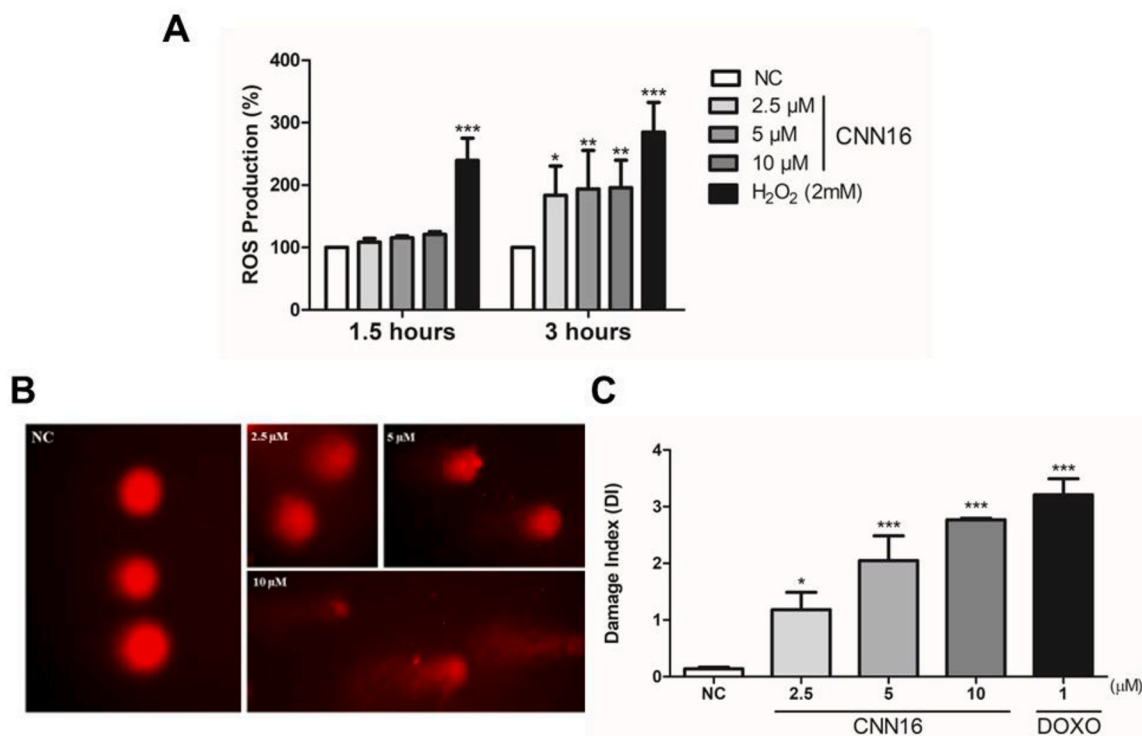 A
ROS Production (%)
400
300
200
100
0
***
*
**
**
***
1.5 hours
3 hours
NC
2.5 µM
5 µM
10 µM
CNN16
H₂O₂ (2mM)
B
NC
2.5 µM
5 µM
10 µM
C
Damage Index (DI)
4
3
2
1
0
*
***
***
***
NC
2.5
5
10
1
(µM)
CNN16
DOXO